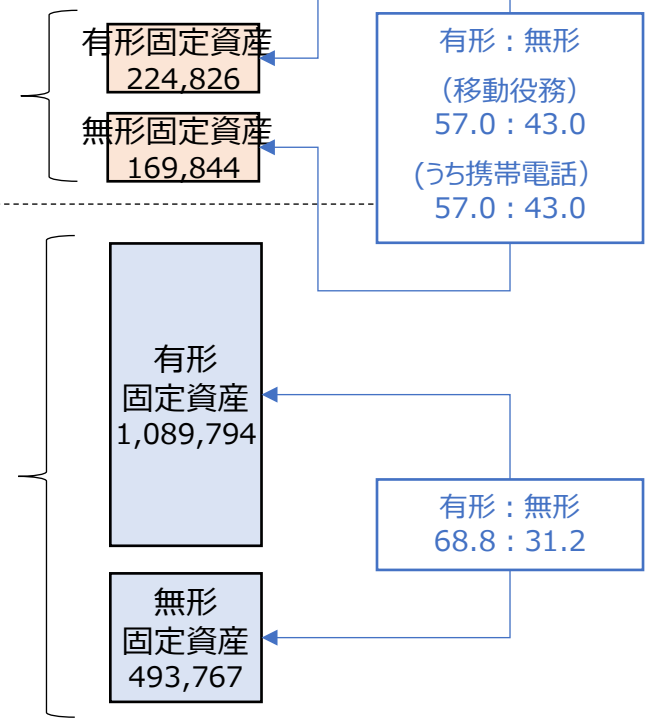 有形固定資産
224,826
無形固定資産
169,844
有形：無形
（移動役務）
57.0：43.0
（うち携帯電話）
57.0：43.0
有形
固定資産
1,089,794
有形：無形
68.8：31.2
無形
固定資産
493,767